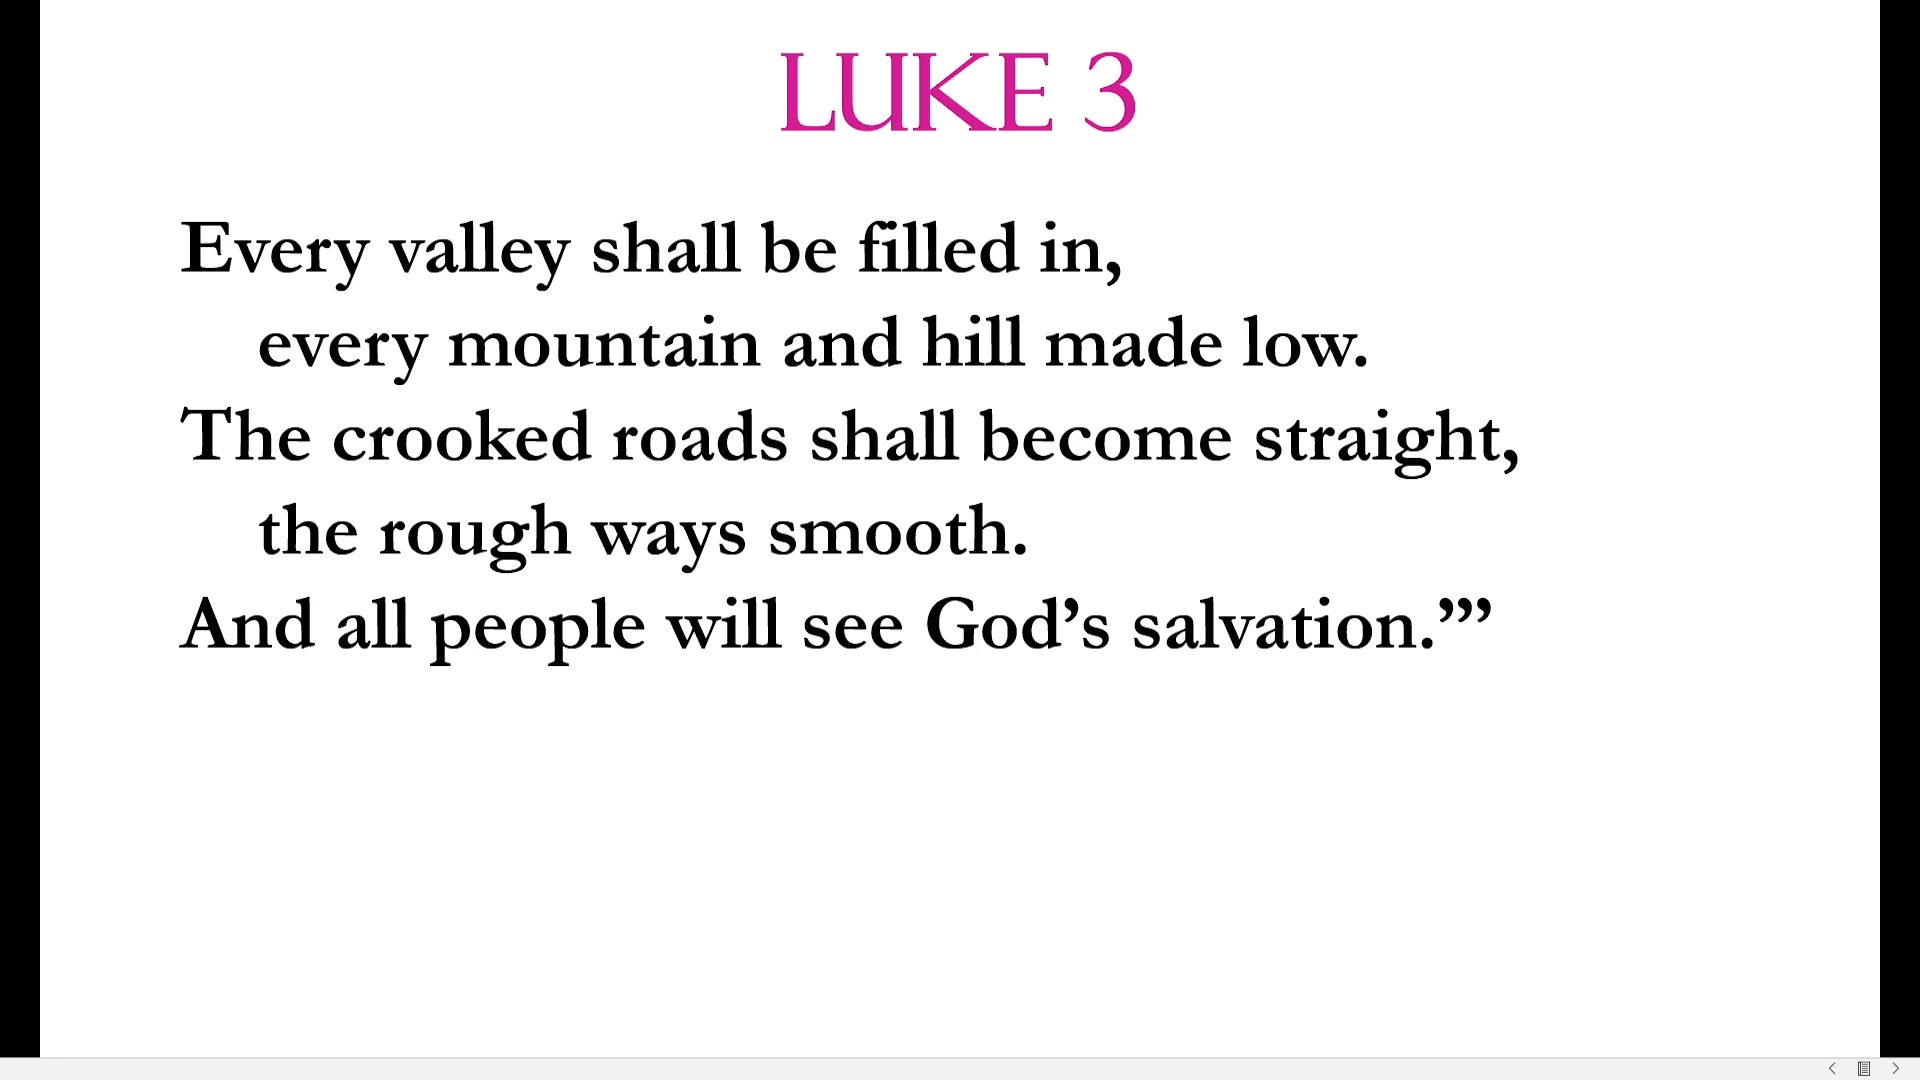 LUKE 3
Every valley shall be filled in,
every mountain and hill made low.
The crooked roads shall become straight,
the rough ways smooth.
And all people will see God’s salvation.’”